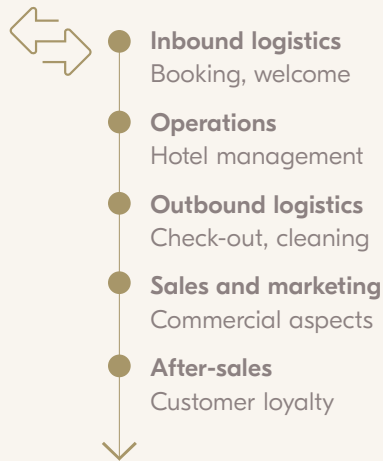 Inbound logistics
Booking, welcome
Operations
Hotel management
Outbound logistics
Check-out, cleaning
Sales and marketing
Commercial aspects
After-sales
Customer loyalty